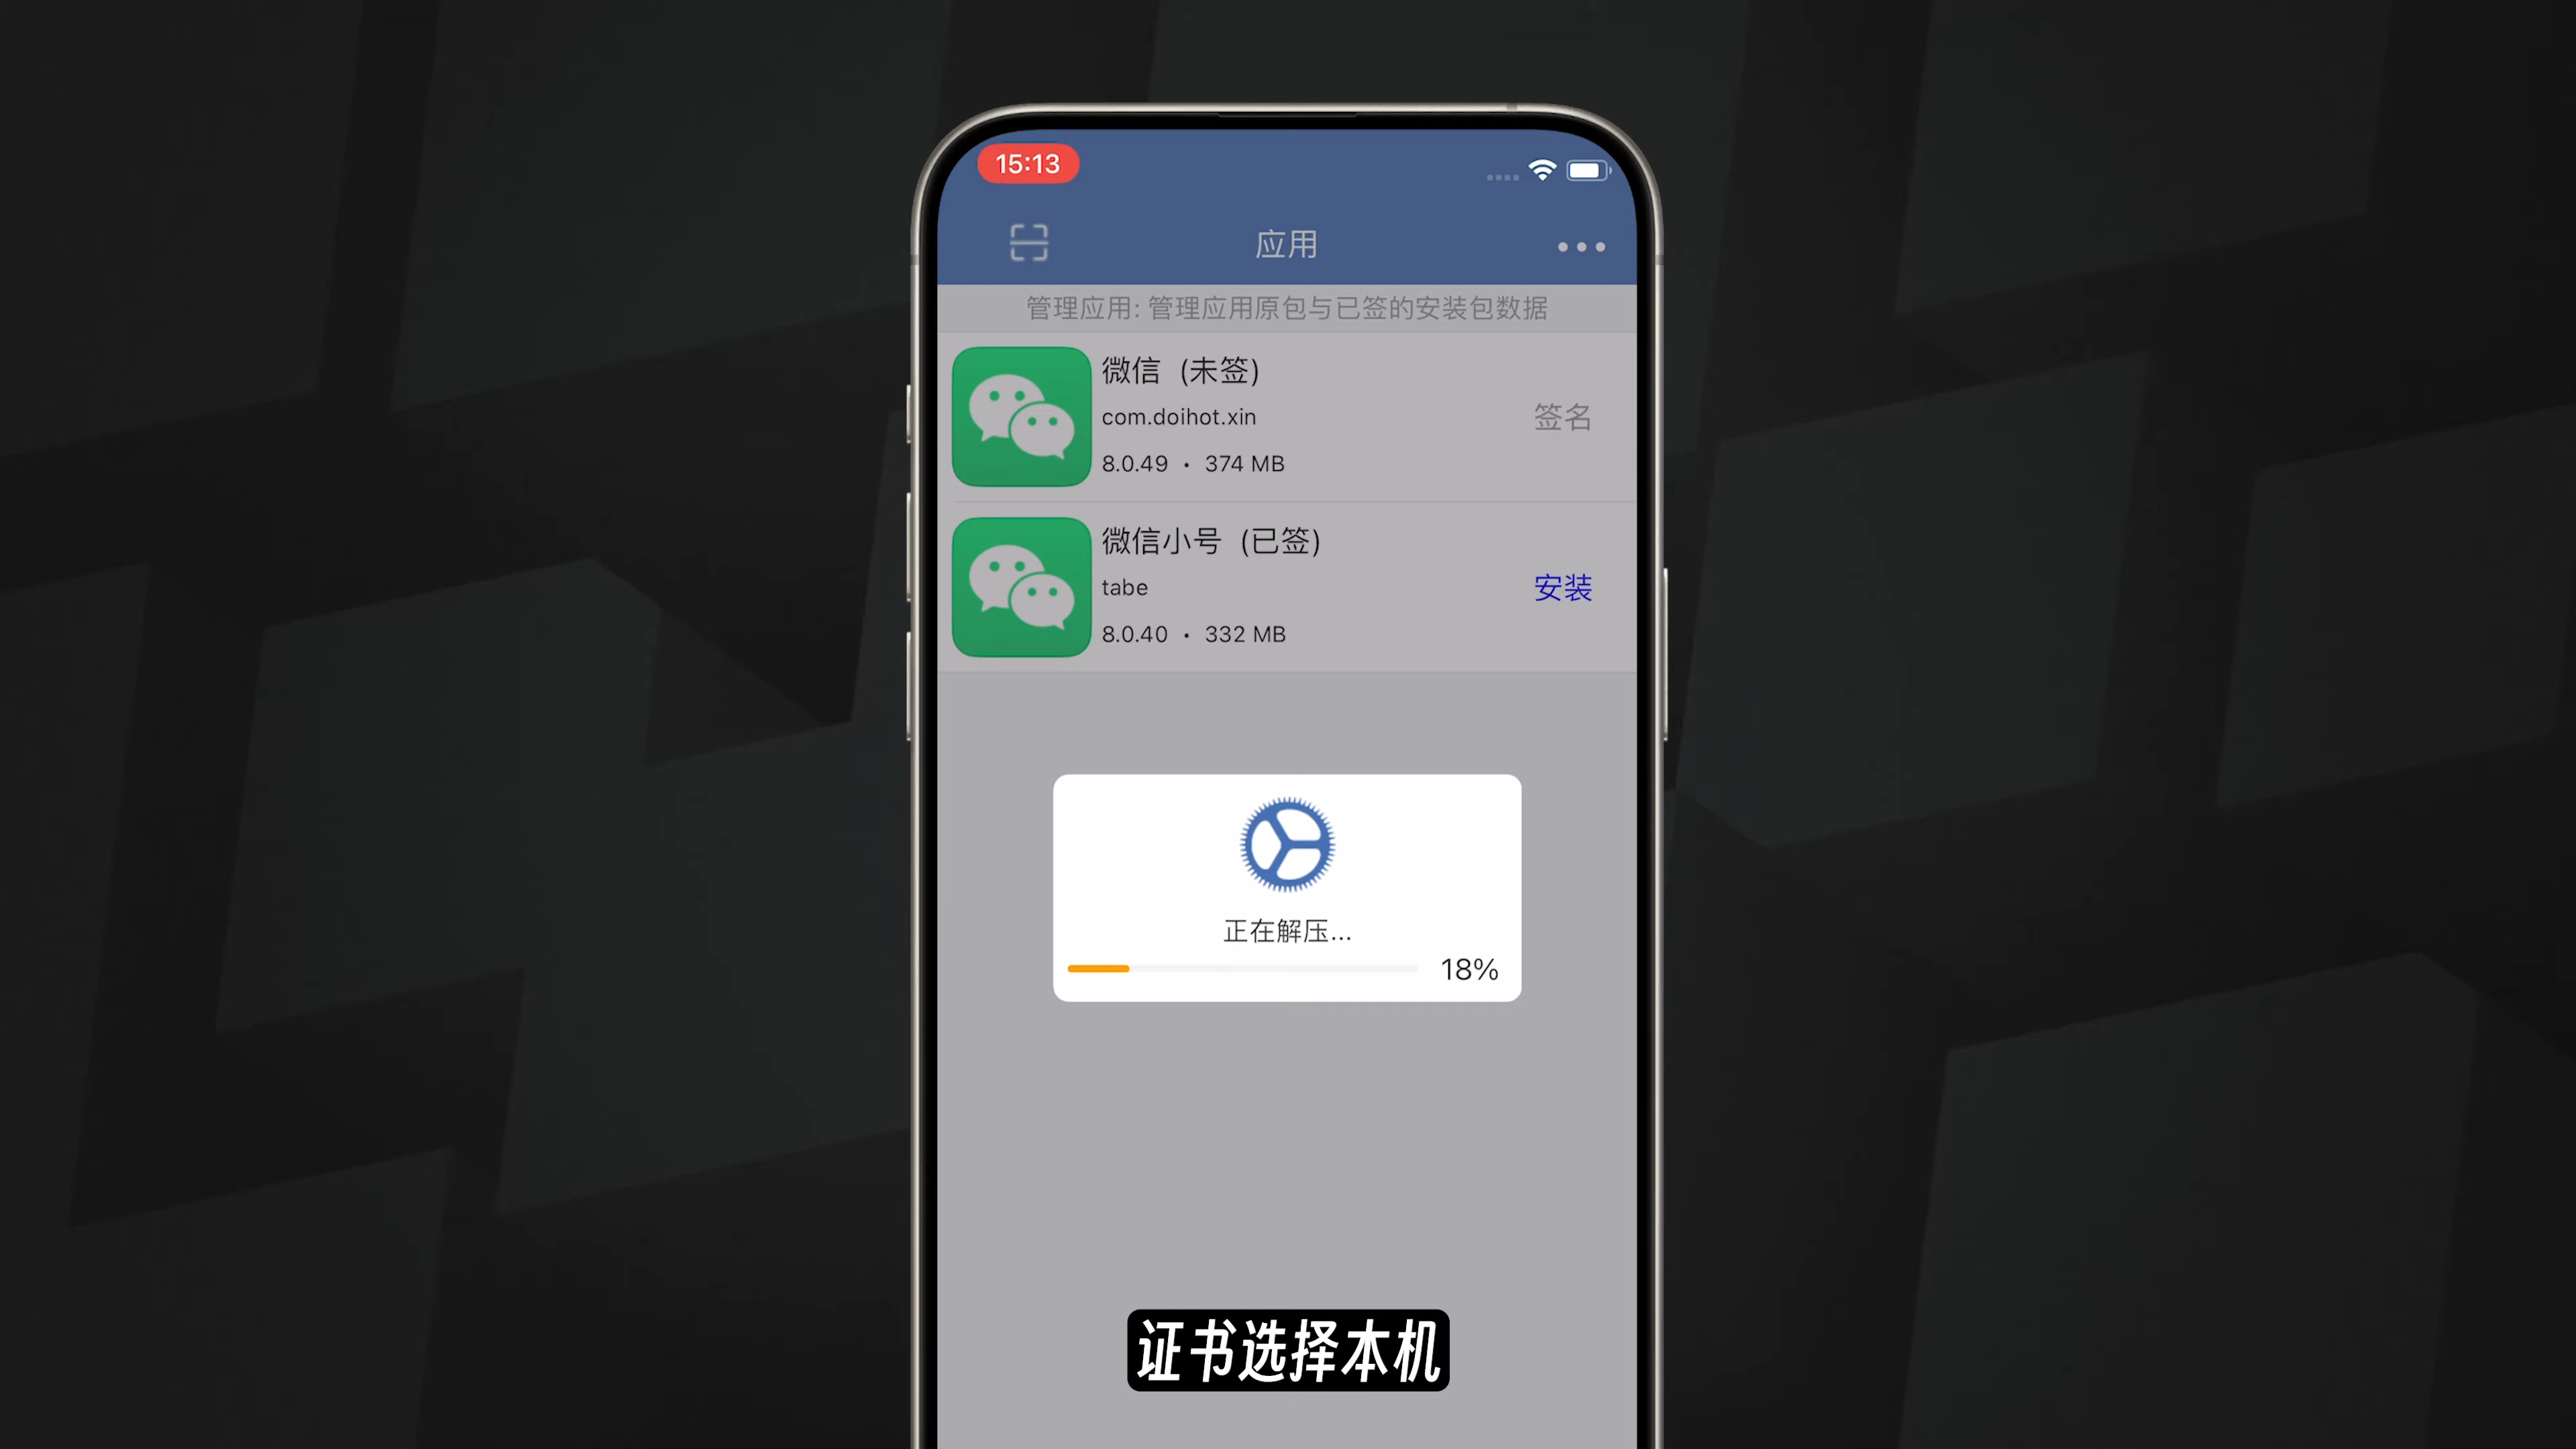 15:13
应用
管理应用: 管理应用原包与已签的安装包数据
微信 (未签)
com.doihot.xin
签名
8.0.49 · 374 MB
微信小号 (已签)
tabe
安装
8.0.40 · 332 MB
正在解压...
18%
证书选择本机